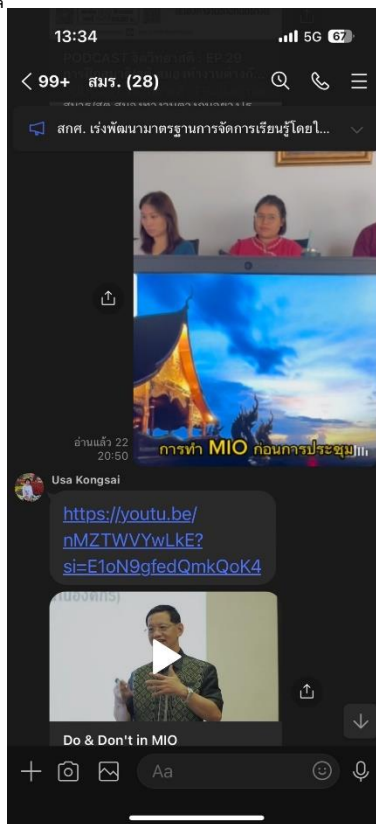 13:34
5G 67
PODCAST
EP.29
< 99+ สมร. (28)
สกศ. เร่งพัฒนามาตรฐานการจัดการเรียนรู้โดยใ...
การทำ MIO ก่อนการประชุม
อ่านแล้ว 22
20:50
Usa Kongsai
https://youtu.be/
nMZTWVYwLkE?
si=E1oN9gfedQmkQoK4
Do & Don't in MIO
Aa